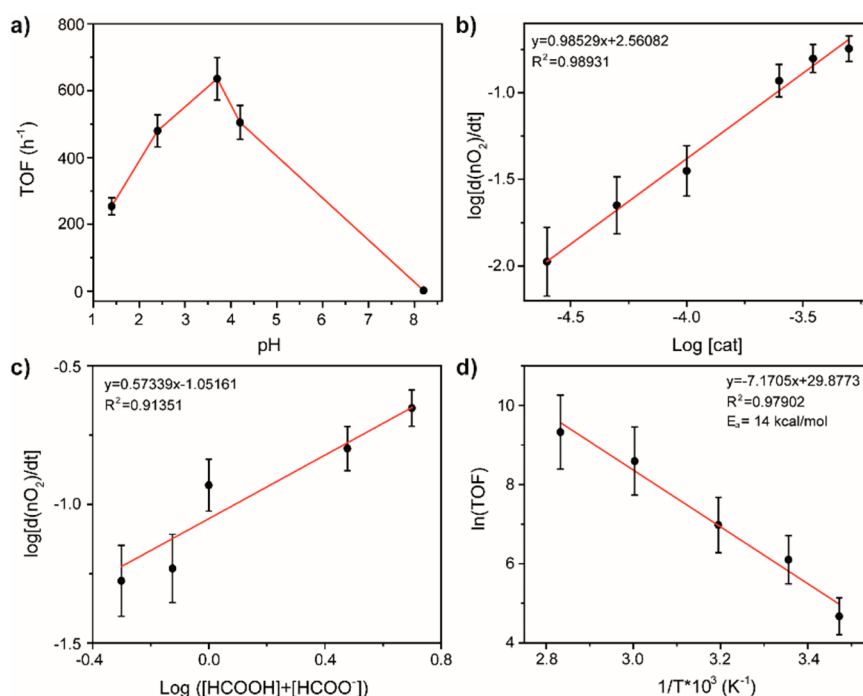 a)
800
600
400
200
0
TOF (h⁻¹)
1 2 3 4 5 6 7 8
pH
b)
y=0.98529x+2.56082
R²=0.98931
-1.0
-1.5
-2.0
log[d(nO₂)/dt]
-4.5 -4.0 -3.5
Log [cat]
c)
y=0.57339x-1.05161
R²=0.91351
-0.5
-1.0
-1.5
log[d(nO₂)/dt]
-0.4 0.0 0.4 0.8
Log ([HCOOH]+[HCOO⁻])
d)
y=-7.1705x+29.8773
R²=0.97902
Eₐ= 14 kcal/mol
10
8
6
4
ln(TOF)
2.8 3.0 3.2 3.4
1/T*10³ (K⁻¹)